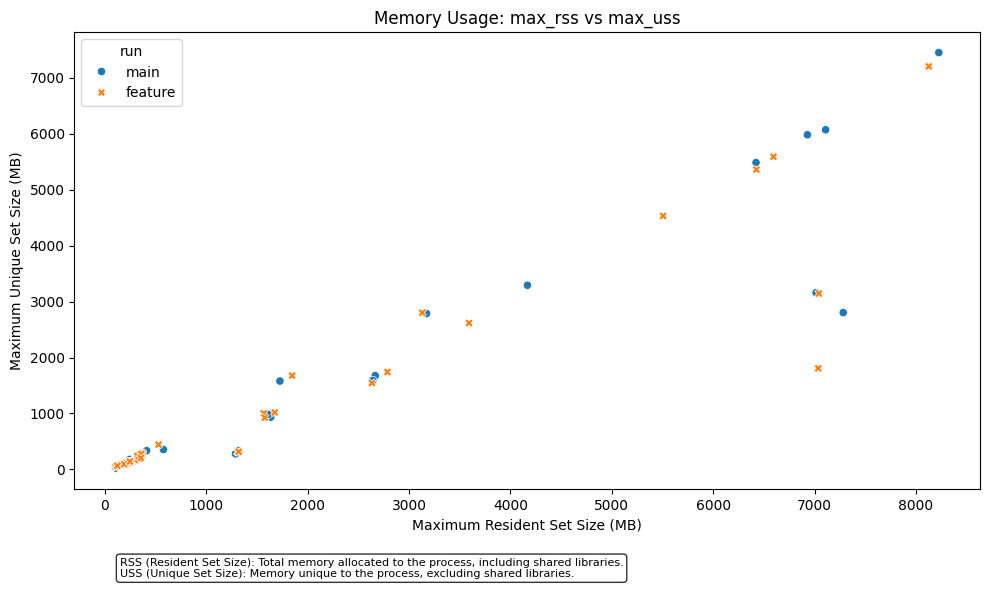 Memory Usage: max_rss vs max_uss
run
main
feature
7000
6000
5000
4000
3000
2000
1000
0
Maximum Unique Set Size (MB)
0 1000 2000 3000 4000 5000 6000 7000 8000
Maximum Resident Set Size (MB)
RSS (Resident Set Size): Total memory allocated to the process, including shared libraries.
USS (Unique Set Size): Memory unique to the process, excluding shared libraries.